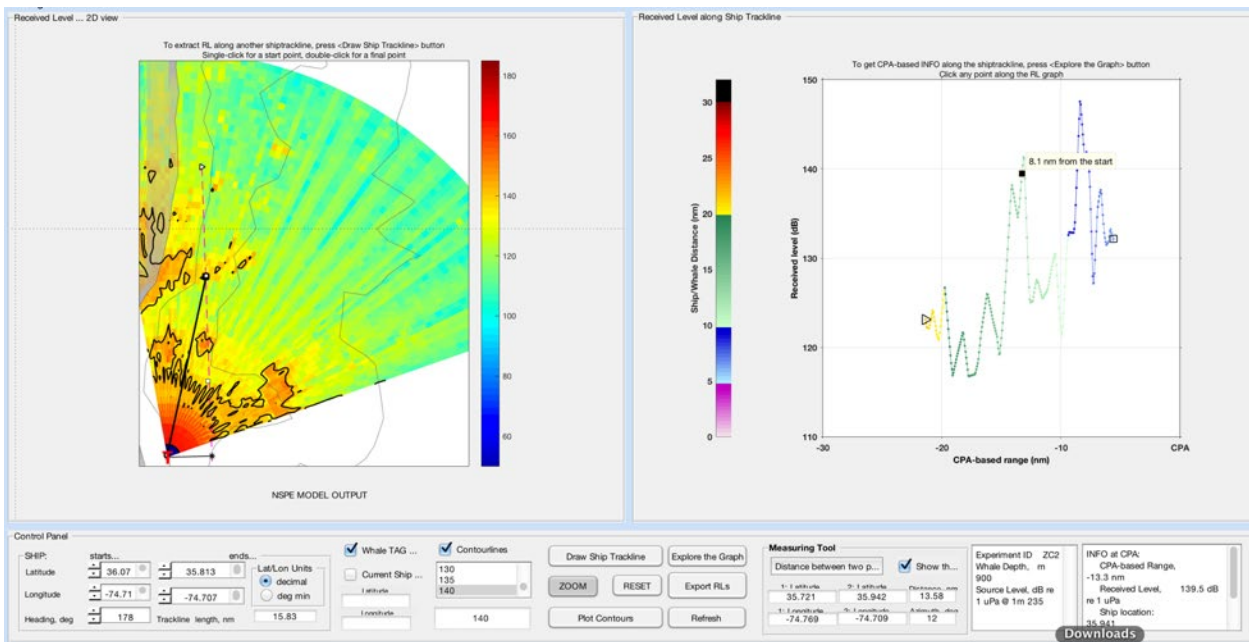 Received Level ... 2D view
To extract RL along another shiptrackline, press <Draw Ship Trackline> button
Single-click for a start point, double-click for a final point
180
160
140
120
100
80
60
NSPE MODEL OUTPUT
Received Level along Ship Trackline
To get CPA-based INFO along the shiptrackline, press <Explore the Graph> button
Click any point along the RL graph
Ship/Whale Distance (nm)
30
25
20
15
10
5
0
Received level (dB)
150
140
130
120
110
8.1 nm from the start
-30
-20
-10
CPA
CPA-based range (nm)
Control Panel
SHIP:
starts...
ends...
Latitude
36.07
35.813
Longitude
-74.71
-74.707
Heading, deg
178
Trackline length, nm
15.83
Lat/Lon Units
decimal
deg min
Whale TAG ...
Current Ship ...
Latitude
Longitude
Contourlines
130
135
140
140
Draw Ship Trackline
Explore the Graph
ZOOM
RESET
Export RLs
Plot Contours
Refresh
Measuring Tool
Distance between two p...
Show th...
1: Latitude
2: Latitude
Distance, nm
35.721
35.942
13.58
1: Longitude
2: Longitude
Azimuth, deg
-74.769
-74.709
12
Experiment ID ZC2
Whale Depth, m
900
Source Level, dB re
1 uPa @ 1m 235
INFO at CPA:
CPA-based Range,
-13.3 nm
Received Level, 139.5 dB
re 1 uPa
Ship location:
35.941
Downloads